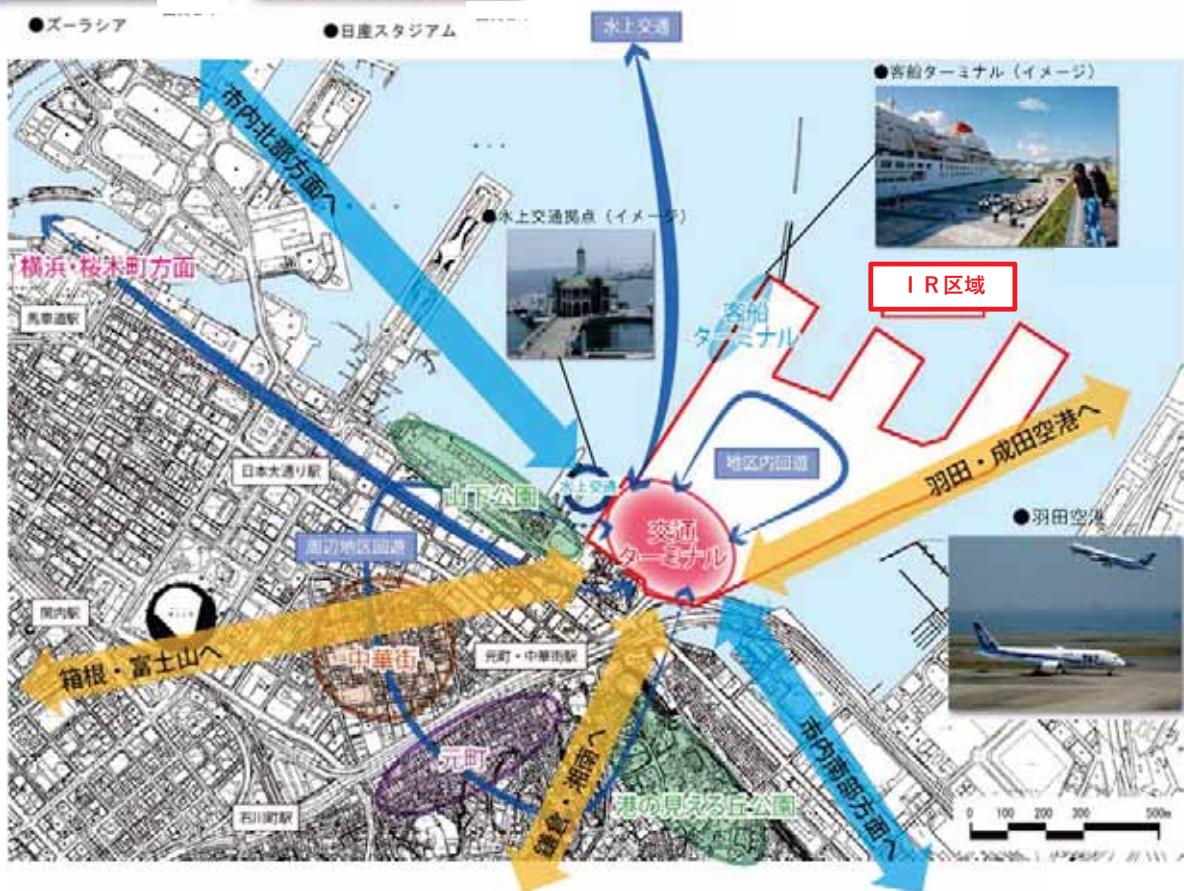 ●ズーラシア
●日産スタジアム
水上交通
●客船ターミナル（イメージ）
市内北部方面へ
●水上交通拠点（イメージ）
横浜・桜木町方面
ＩＲ区域
馬車道駅
客船
ターミナル
日本大通り駅
地区内回遊
羽田・成田空港へ
山下公園
水上交通
●羽田空港
交通
ターミナル
周辺地区回遊
関内駅
中華街
元町・中華街駅
箱根・富士山へ
元町
鎌倉・湘南へ
市内南部方面へ
港の見える丘公園
石川町駅
0 100 200 300 500m